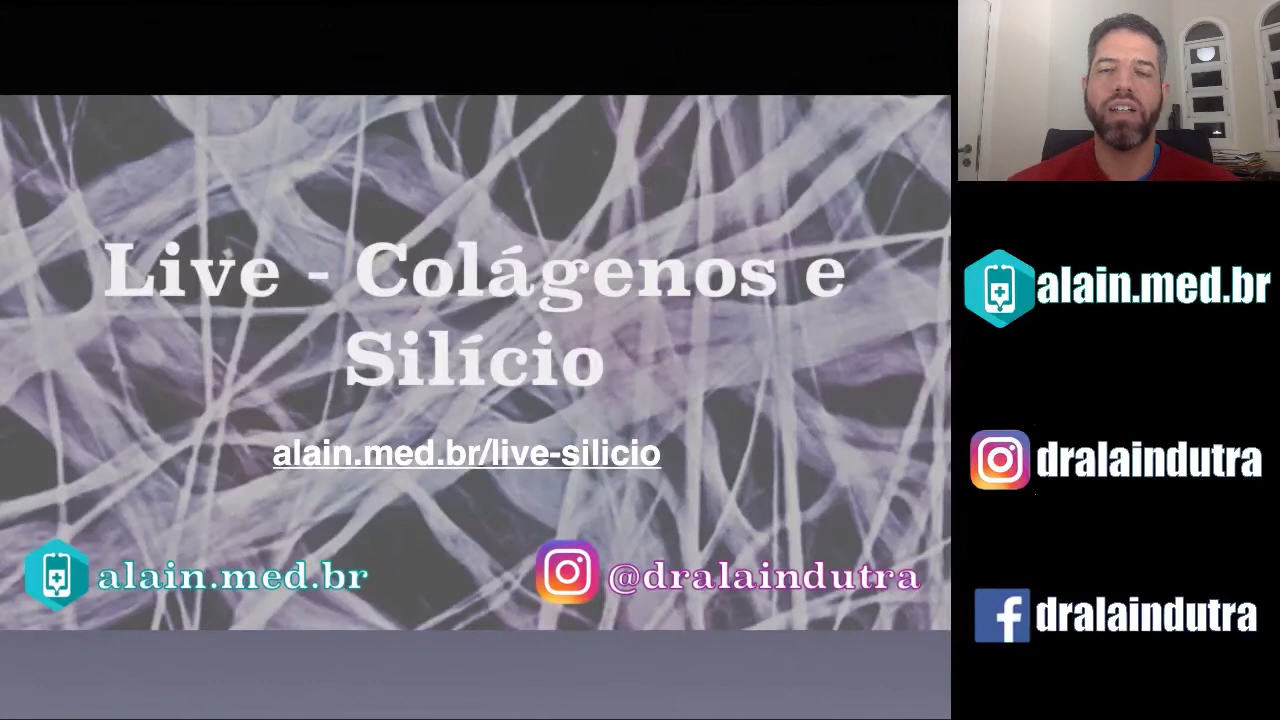 Live - Colágenos e
Silício
alain.med.br/live-silicio
alain.med.br
@dralaindutra
alain.med.br
dralaindutra
dralaindutra